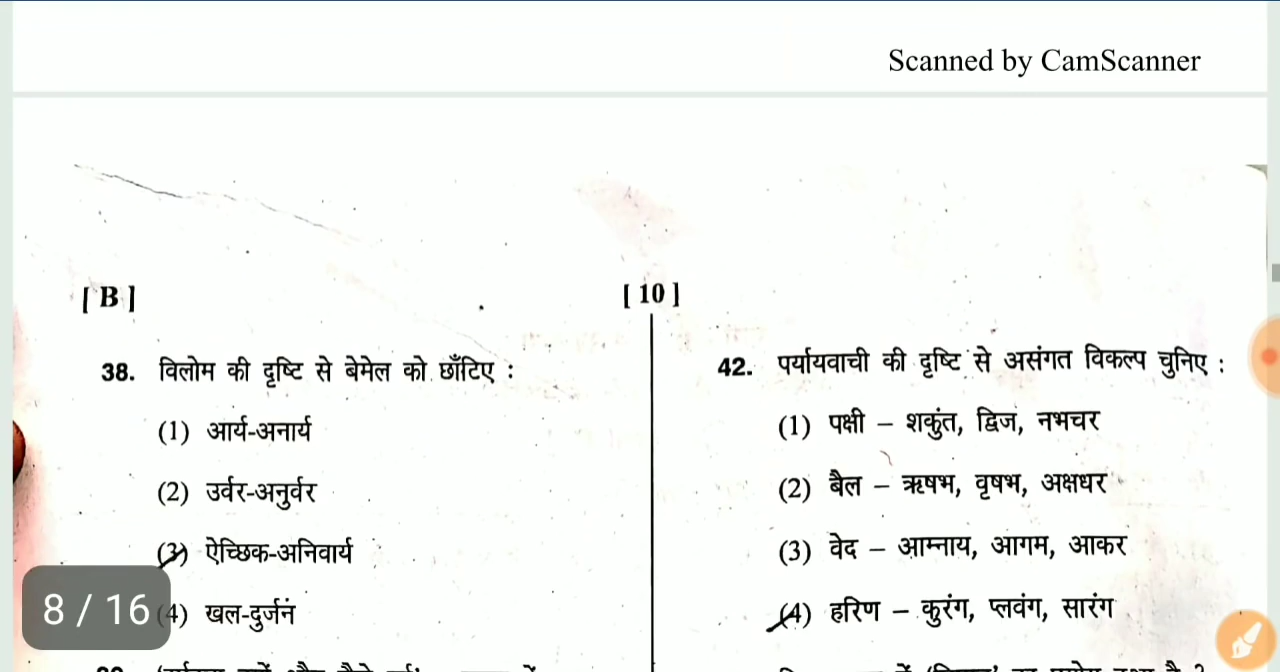 Scanned by CamScanner
[ B ]
[ 10 ]
38. विलोम की दृष्टि से बेमेल को छाँटिए :
(1) आर्य-अनार्य
(2) उर्वर-अनुर्वर
(3) ऐच्छिक-अनिवार्य
(4) खल-दुर्जन
8 / 16
42. पर्यायवाची की दृष्टि से असंगत विकल्प चुनिए :
(1) पक्षी – शकुंत, द्विज, नभचर
(2) बैल – ऋषभ, वृषभ, अक्षधर
(3) वेद – आम्नाय, आगम, आकर
(4) हरिण – कुरंग, प्लवंग, सारंग